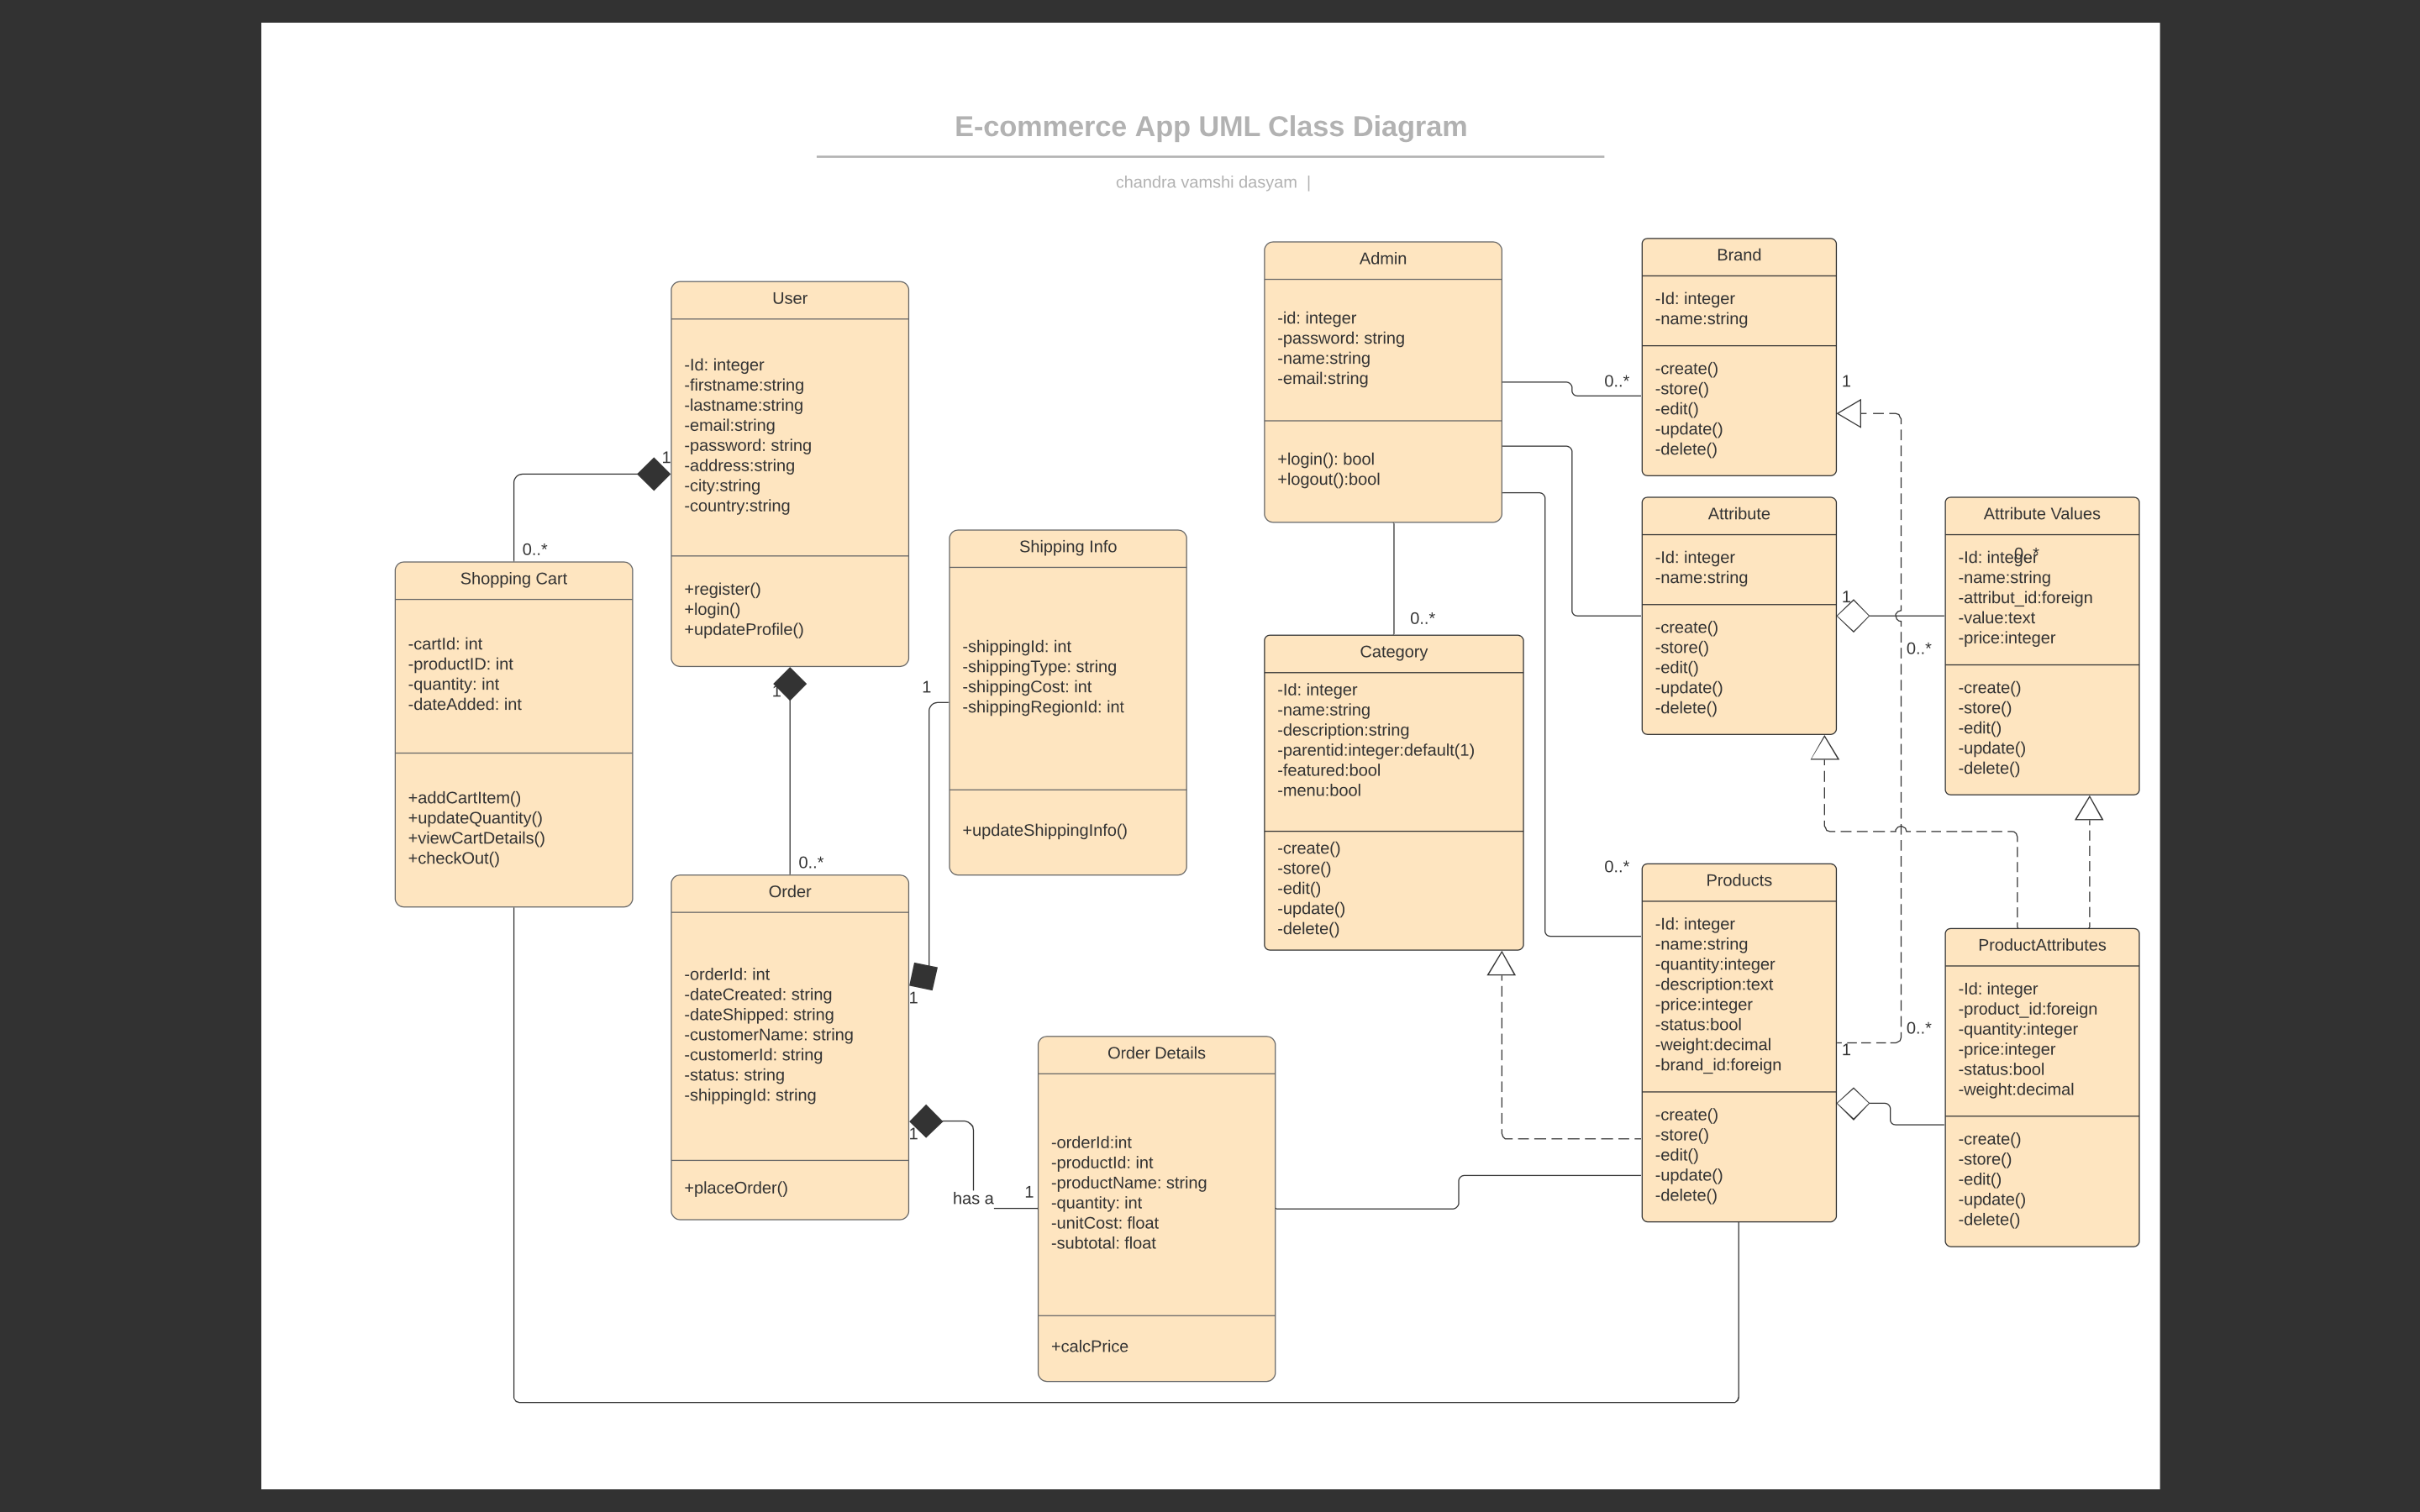 E-commerce App UML Class Diagram
chandra vamshi dasyam |
User
-Id: integer
-firstname:string
-lastname:string
-email:string
-password: string
-address:string
-city:string
-country:string
+register()
+login()
+updateProfile()
1
0..*
1
0..*
Shopping Cart
-cartId: int
-productID: int
-quantity: int
-dateAdded: int
+addCartItem()
+updateQuantity()
+viewCartDetails()
+checkOut()
Shipping Info
-shippingId: int
-shippingType: string
-shippingCost: int
-shippingRegionId: int
+updateShippingInfo()
1
1
Order
-orderId: int
-dateCreated: string
-dateShipped: string
-customerName: string
-customerId: string
-status: string
-shippingId: string
+placeOrder()
1
has a
1
Order Details
-orderId:int
-productId: int
-productName: string
-quantity: int
-unitCost: float
-subtotal: float
+calcPrice
Admin
-id: integer
-password: string
-name:string
-email:string
+login(): bool
+logout():bool
0..*
0..*
Category
-Id: integer
-name:string
-description:string
-parentid:integer:default(1)
-featured:bool
-menu:bool
-create()
-store()
-edit()
-update()
-delete()
Brand
-Id: integer
-name:string
-create()
-store()
-edit()
-update()
-delete()
1
Attribute
-Id: integer
-name:string
-create()
-store()
-edit()
-update()
-delete()
1
0..*
Attribute Values
-Id: integer
0..*
-name:string
-attribut_id:foreign
-value:text
-price:integer
-create()
-store()
-edit()
-update()
-delete()
0..*
Products
-Id: integer
-name:string
-quantity:integer
-description:text
-price:integer
-status:bool
-weight:decimal
-brand_id:foreign
-create()
-store()
-edit()
-update()
-delete()
0..*
1
ProductAttributes
-Id: integer
-product_id:foreign
-quantity:integer
-price:integer
-status:bool
-weight:decimal
-create()
-store()
-edit()
-update()
-delete()